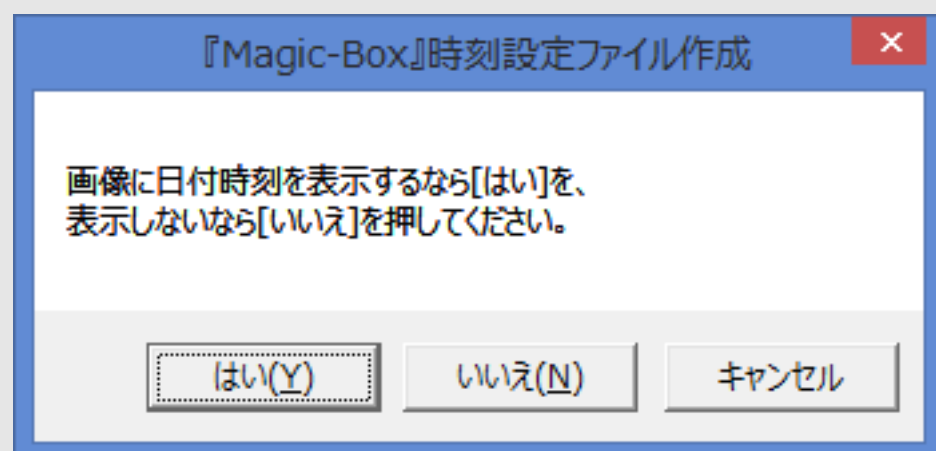 『Magic-Box』時刻設定ファイル作成
画像に日付時刻を表示するなら[はい]を、
表示しないなら[いいえ]を押してください。
はい(Y)
いいえ(N)
キャンセル